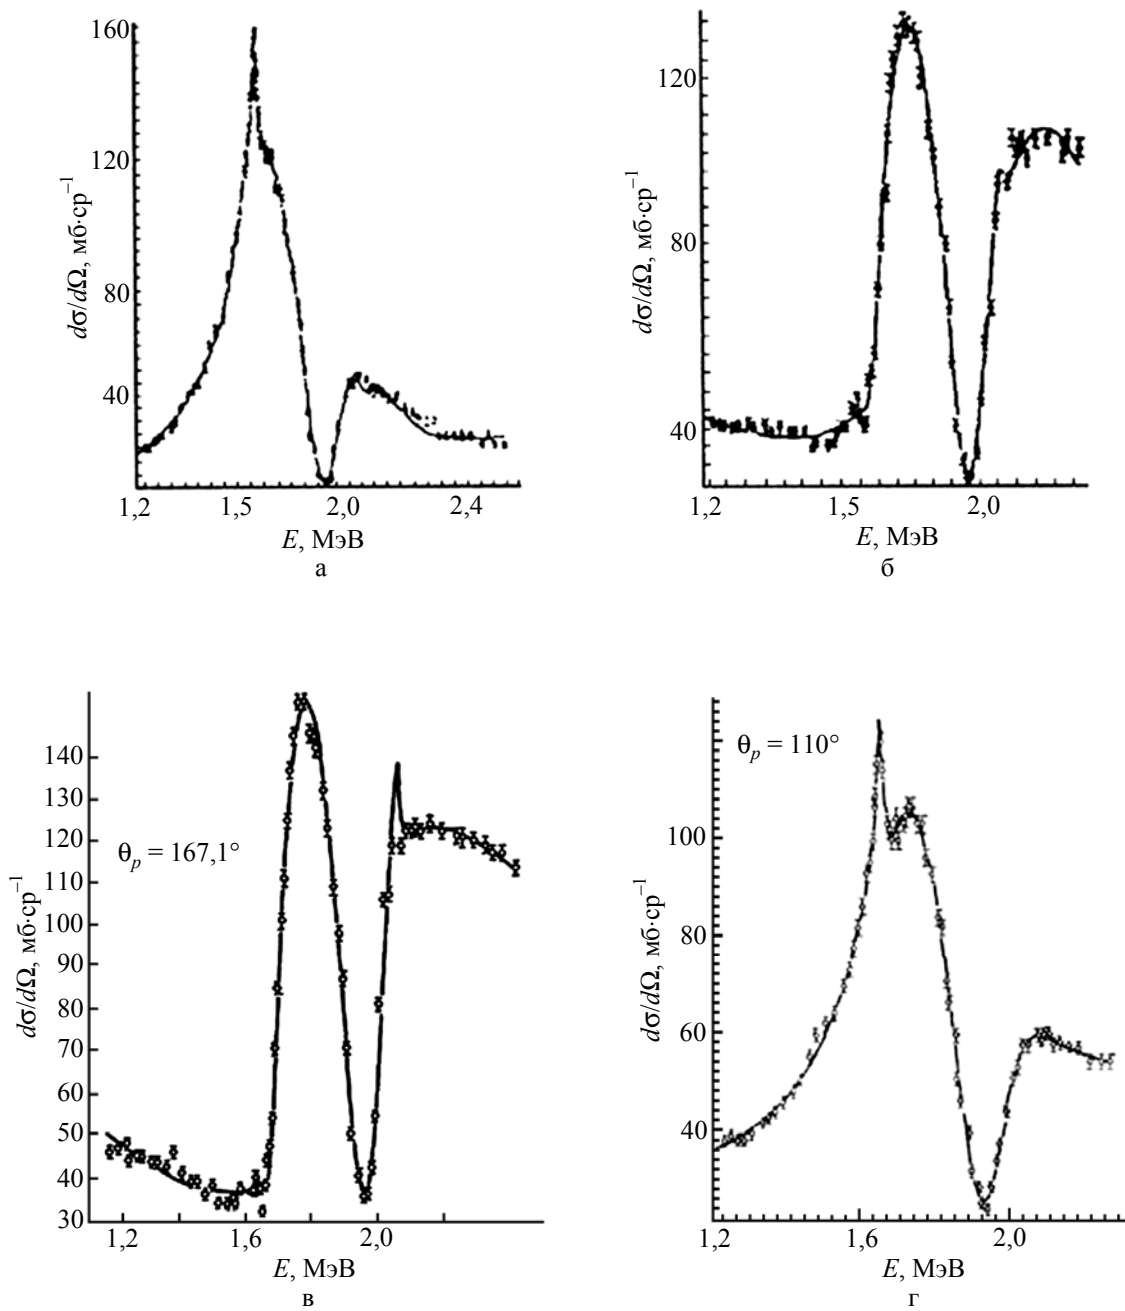 160
120
80
40
dσ/dΩ, мб·ср⁻¹
1,2 1,5 2,0 2,4
E, МэВ
а
120
80
40
dσ/dΩ, мб·ср⁻¹
1,2 1,5 2,0
E, МэВ
б
140
130
120
110
100
90
80
70
60
50
40
30
dσ/dΩ, мб·ср⁻¹
θp = 167,1°
1,2 1,6 2,0
E, МэВ
в
θp = 110°
100
80
60
40
dσ/dΩ, мб·ср⁻¹
1,2 1,6 2,0
E, МэВ
г